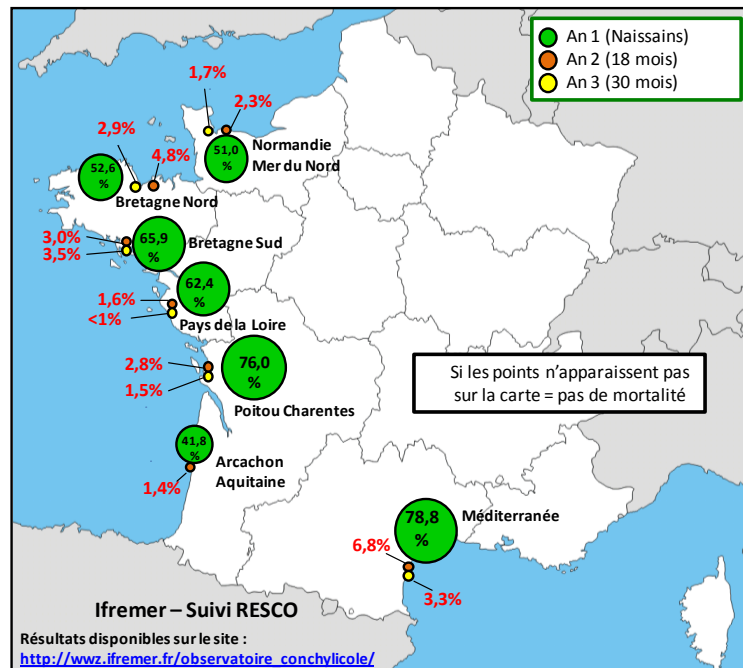 An 1 (Naissains)
An 2 (18 mois)
An 3 (30 mois)
1,7%
2,3%
2,9%
4,8%
51,0
%
Normandie
Mer du Nord
52,6
%
Bretagne Nord
3,0%
3,5%
65,9
%
Bretagne Sud
62,4
%
1,6%
<1%
Pays de la Loire
2,8%
1,5%
76,0
%
Poitou Charentes
Si les points n’apparaissent pas
sur la carte = pas de mortalité
41,8
%
Arcachon
Aquitaine
1,4%
78,8
%
Méditerranée
6,8%
3,3%
Ifremer – Suivi RESCO
Résultats disponibles sur le site :
http://wwz.ifremer.fr/observatoire_conchylicole/